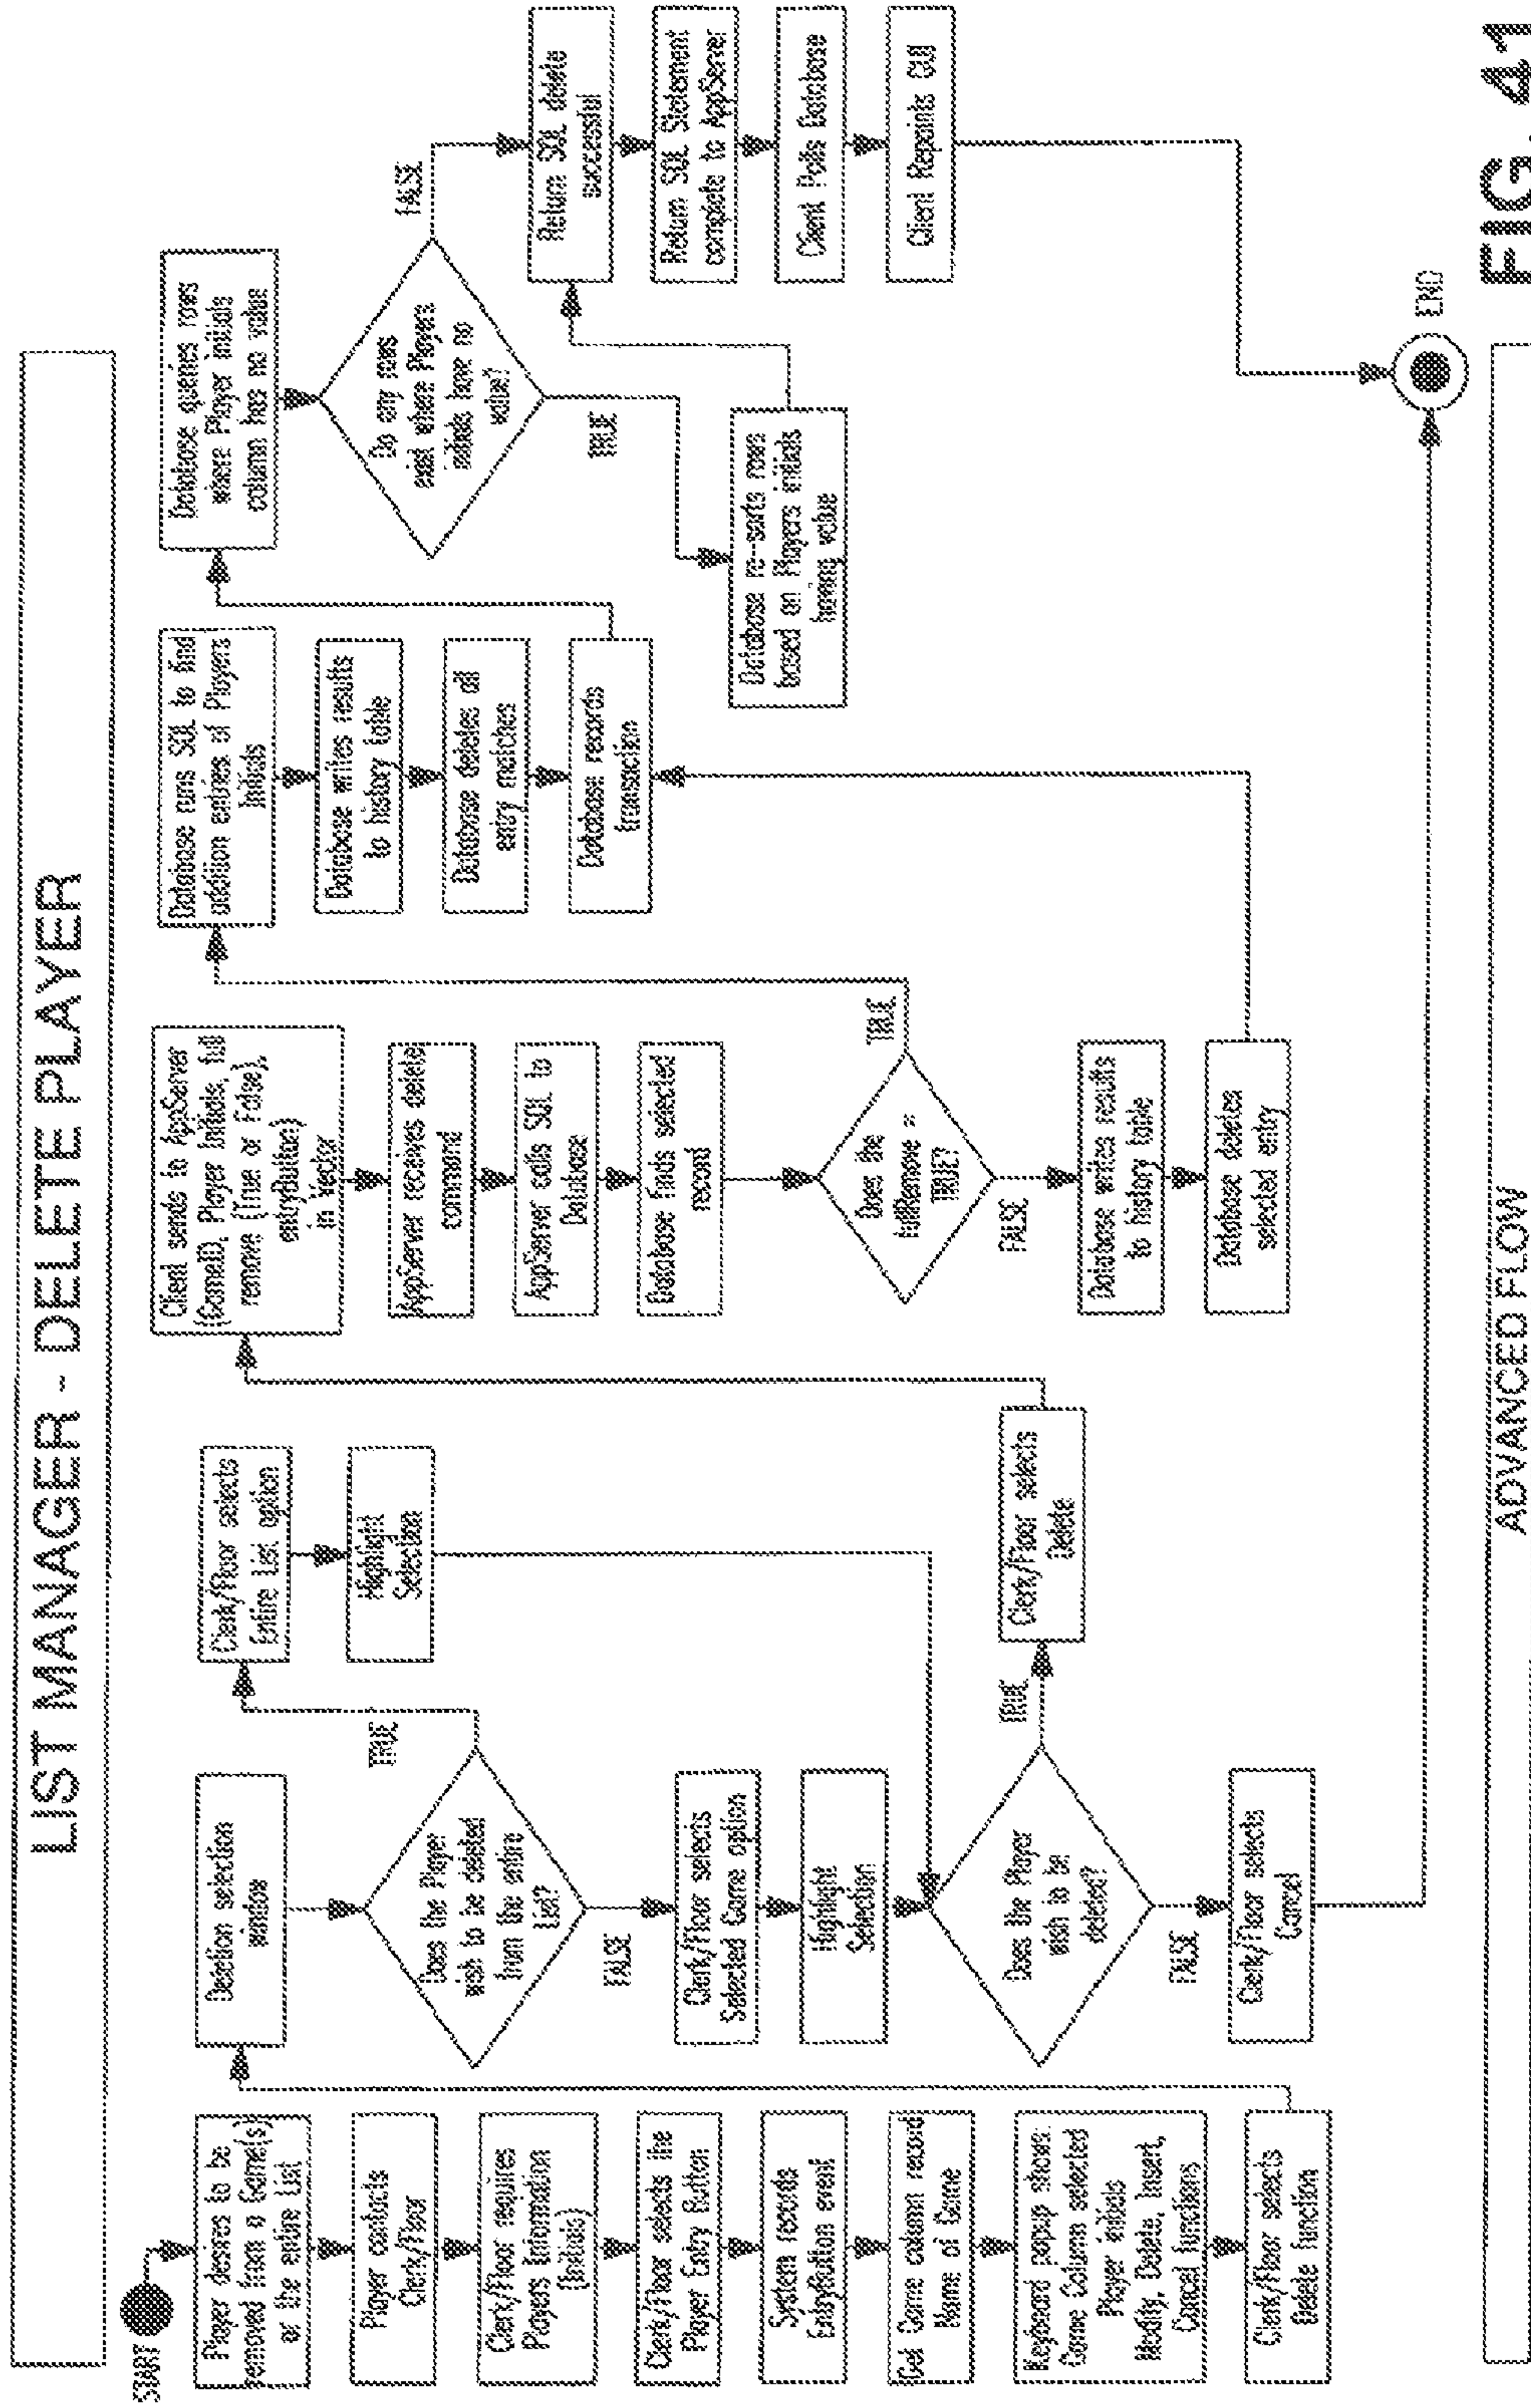 LIST MANAGER - DELETE PLAYER
START
Player desires to be
removed from a Game(s)
or the entire List
Player contacts
Clerk/Floor
Clerk/Floor requires
Players Information
(Initials)
Clerk/Floor selects the
Player Entry Button
System records
EntryButton event
Get Game column record
Name of Game
Keyboard popup shows:
Game Column selected
Player initials
Modify, Delete, Insert,
Cancel functions
Clerk/Floor selects
Delete function
Deletion selection
window
Does the Player
wish to be deleted
from the entire
List?
TRUE
FALSE
Clerk/Floor selects
Entire List option
Highlight
Selection
Clerk/Floor selects
Selected Game option
Highlight
Selection
Does the Player
wish to be
deleted?
TRUE
FALSE
Clerk/Floor selects
Delete
Clerk/Floor selects
Cancel
Client sends to AppServer
(GameID, Player Initials, full
remove (True or False),
entryButton)
in Vector
AppServer receives delete
command
AppServer calls SQL to
Database
Database finds selected
record
Does the
fullRemove =
TRUE?
TRUE
FALSE
Database writes results
to history table
Database deletes
selected entry
Database runs SQL to find
addition entries of Players
Initials
Database writes results
to history table
Database deletes all
entry matches
Database records
transaction
Database queries rows
where Player initials
column has no value
Do any rows
exist where Players
initials have no
value?
FALSE
TRUE
Database re-sorts rows
based on Players initials
having value
Return SQL delete
successful
Return SQL Statement
complete to AppServer
Client Polls Database
Client Repaints GUI
END
ADVANCED FLOW
FIG. 41